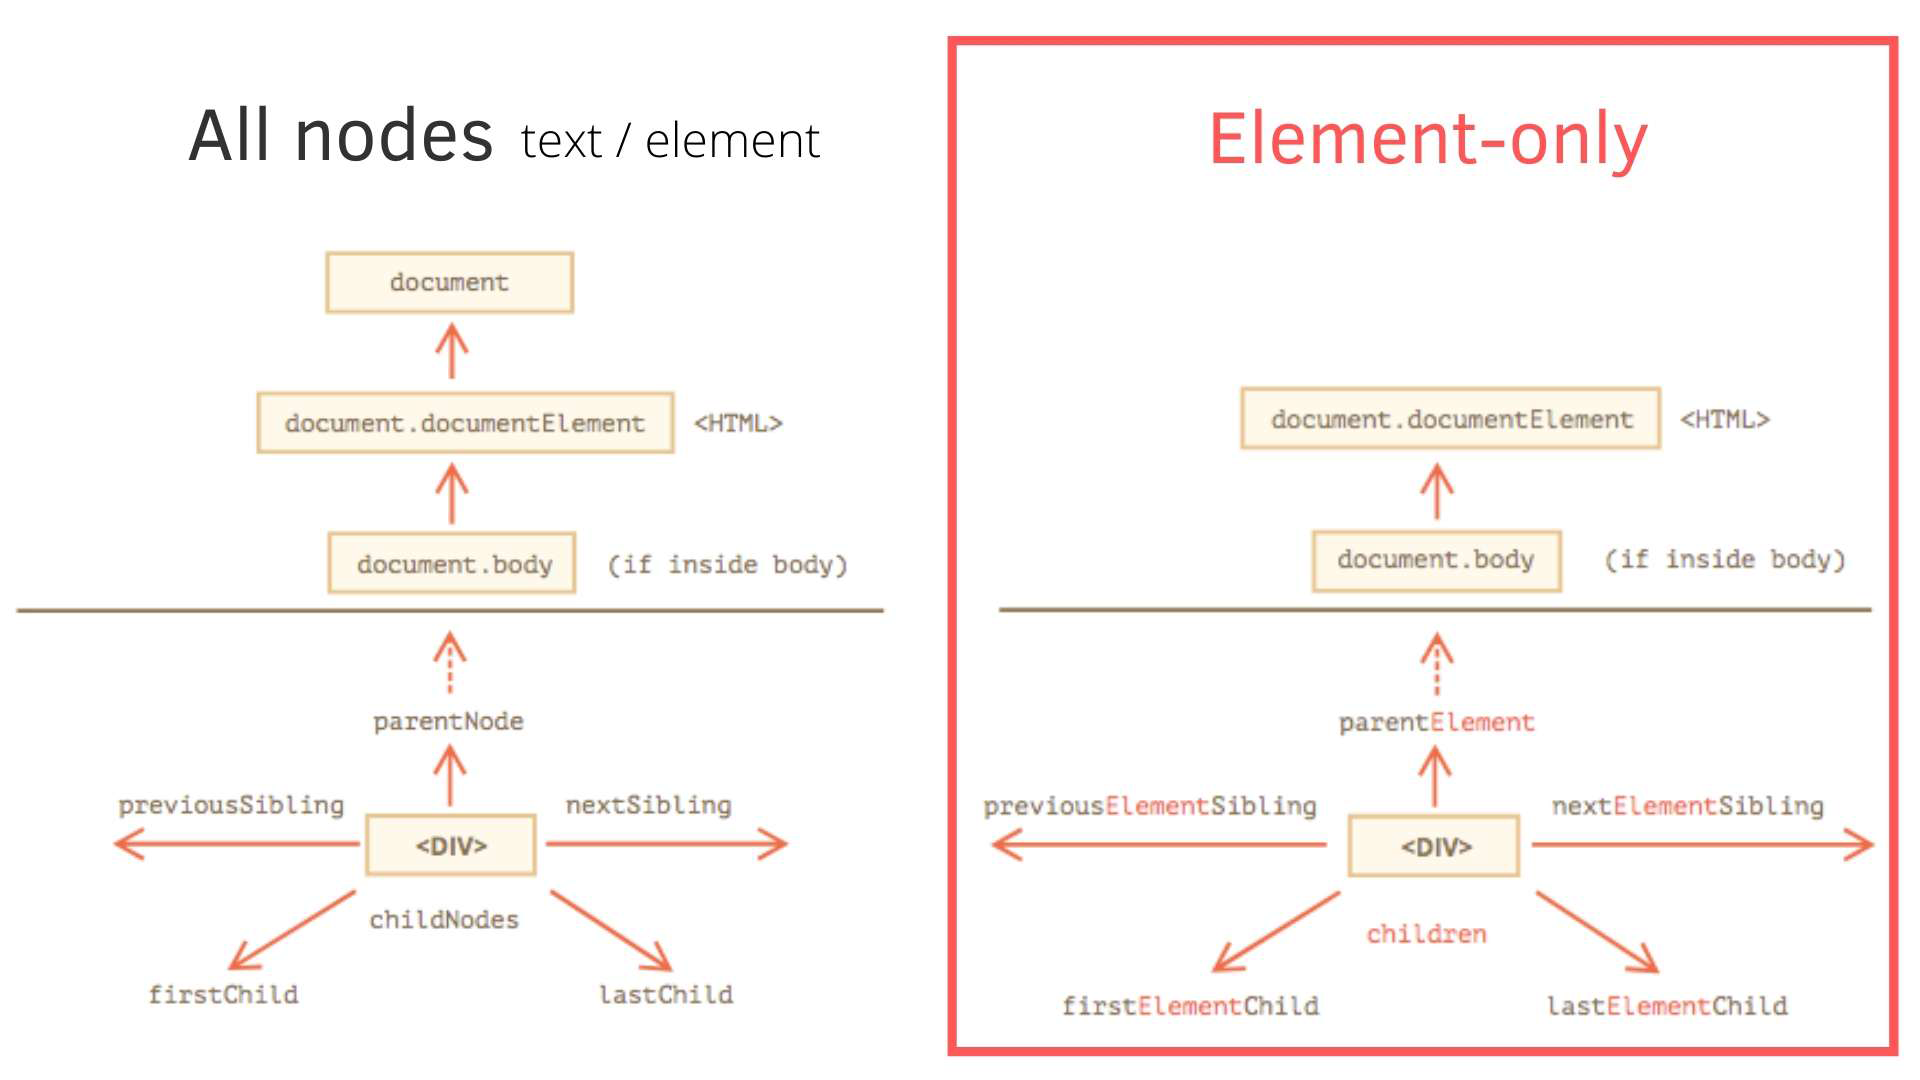 All nodes text / element
document
document.documentElement <HTML>
document.body (if inside body)
parentNode
previousSibling nextSibling
<DIV>
childNodes
firstChild lastChild
Element-only
document.documentElement <HTML>
document.body (if inside body)
parentElement
previousElementSibling nextElementSibling
<DIV>
children
firstElementChild lastElementChild